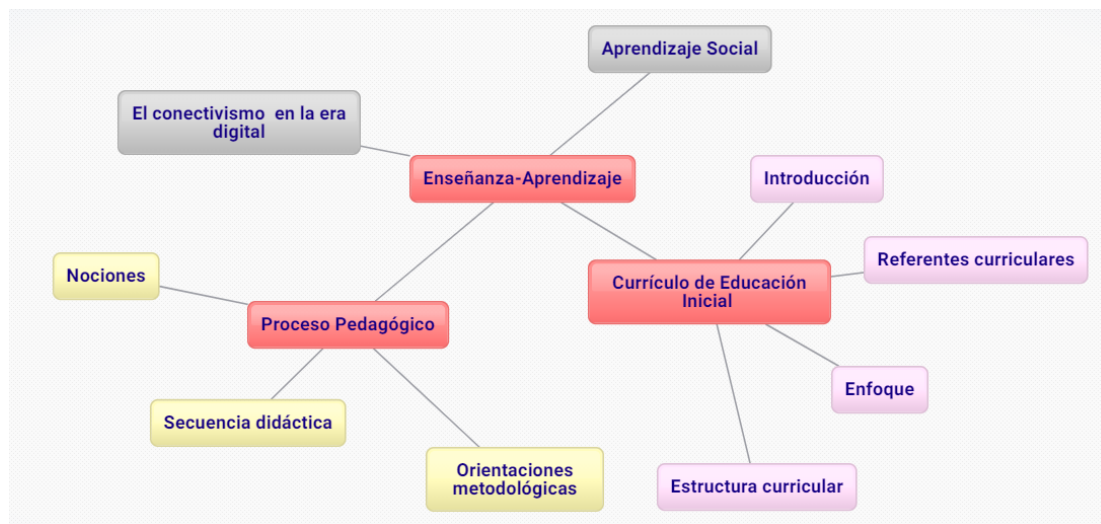 Aprendizaje Social
El conectivismo en la era
digital
Enseñanza-Aprendizaje
Introducción
Referentes curriculares
Nociones
Currículo de Educación
Inicial
Proceso Pedagógico
Enfoque
Secuencia didáctica
Orientaciones
metodológicas
Estructura curricular